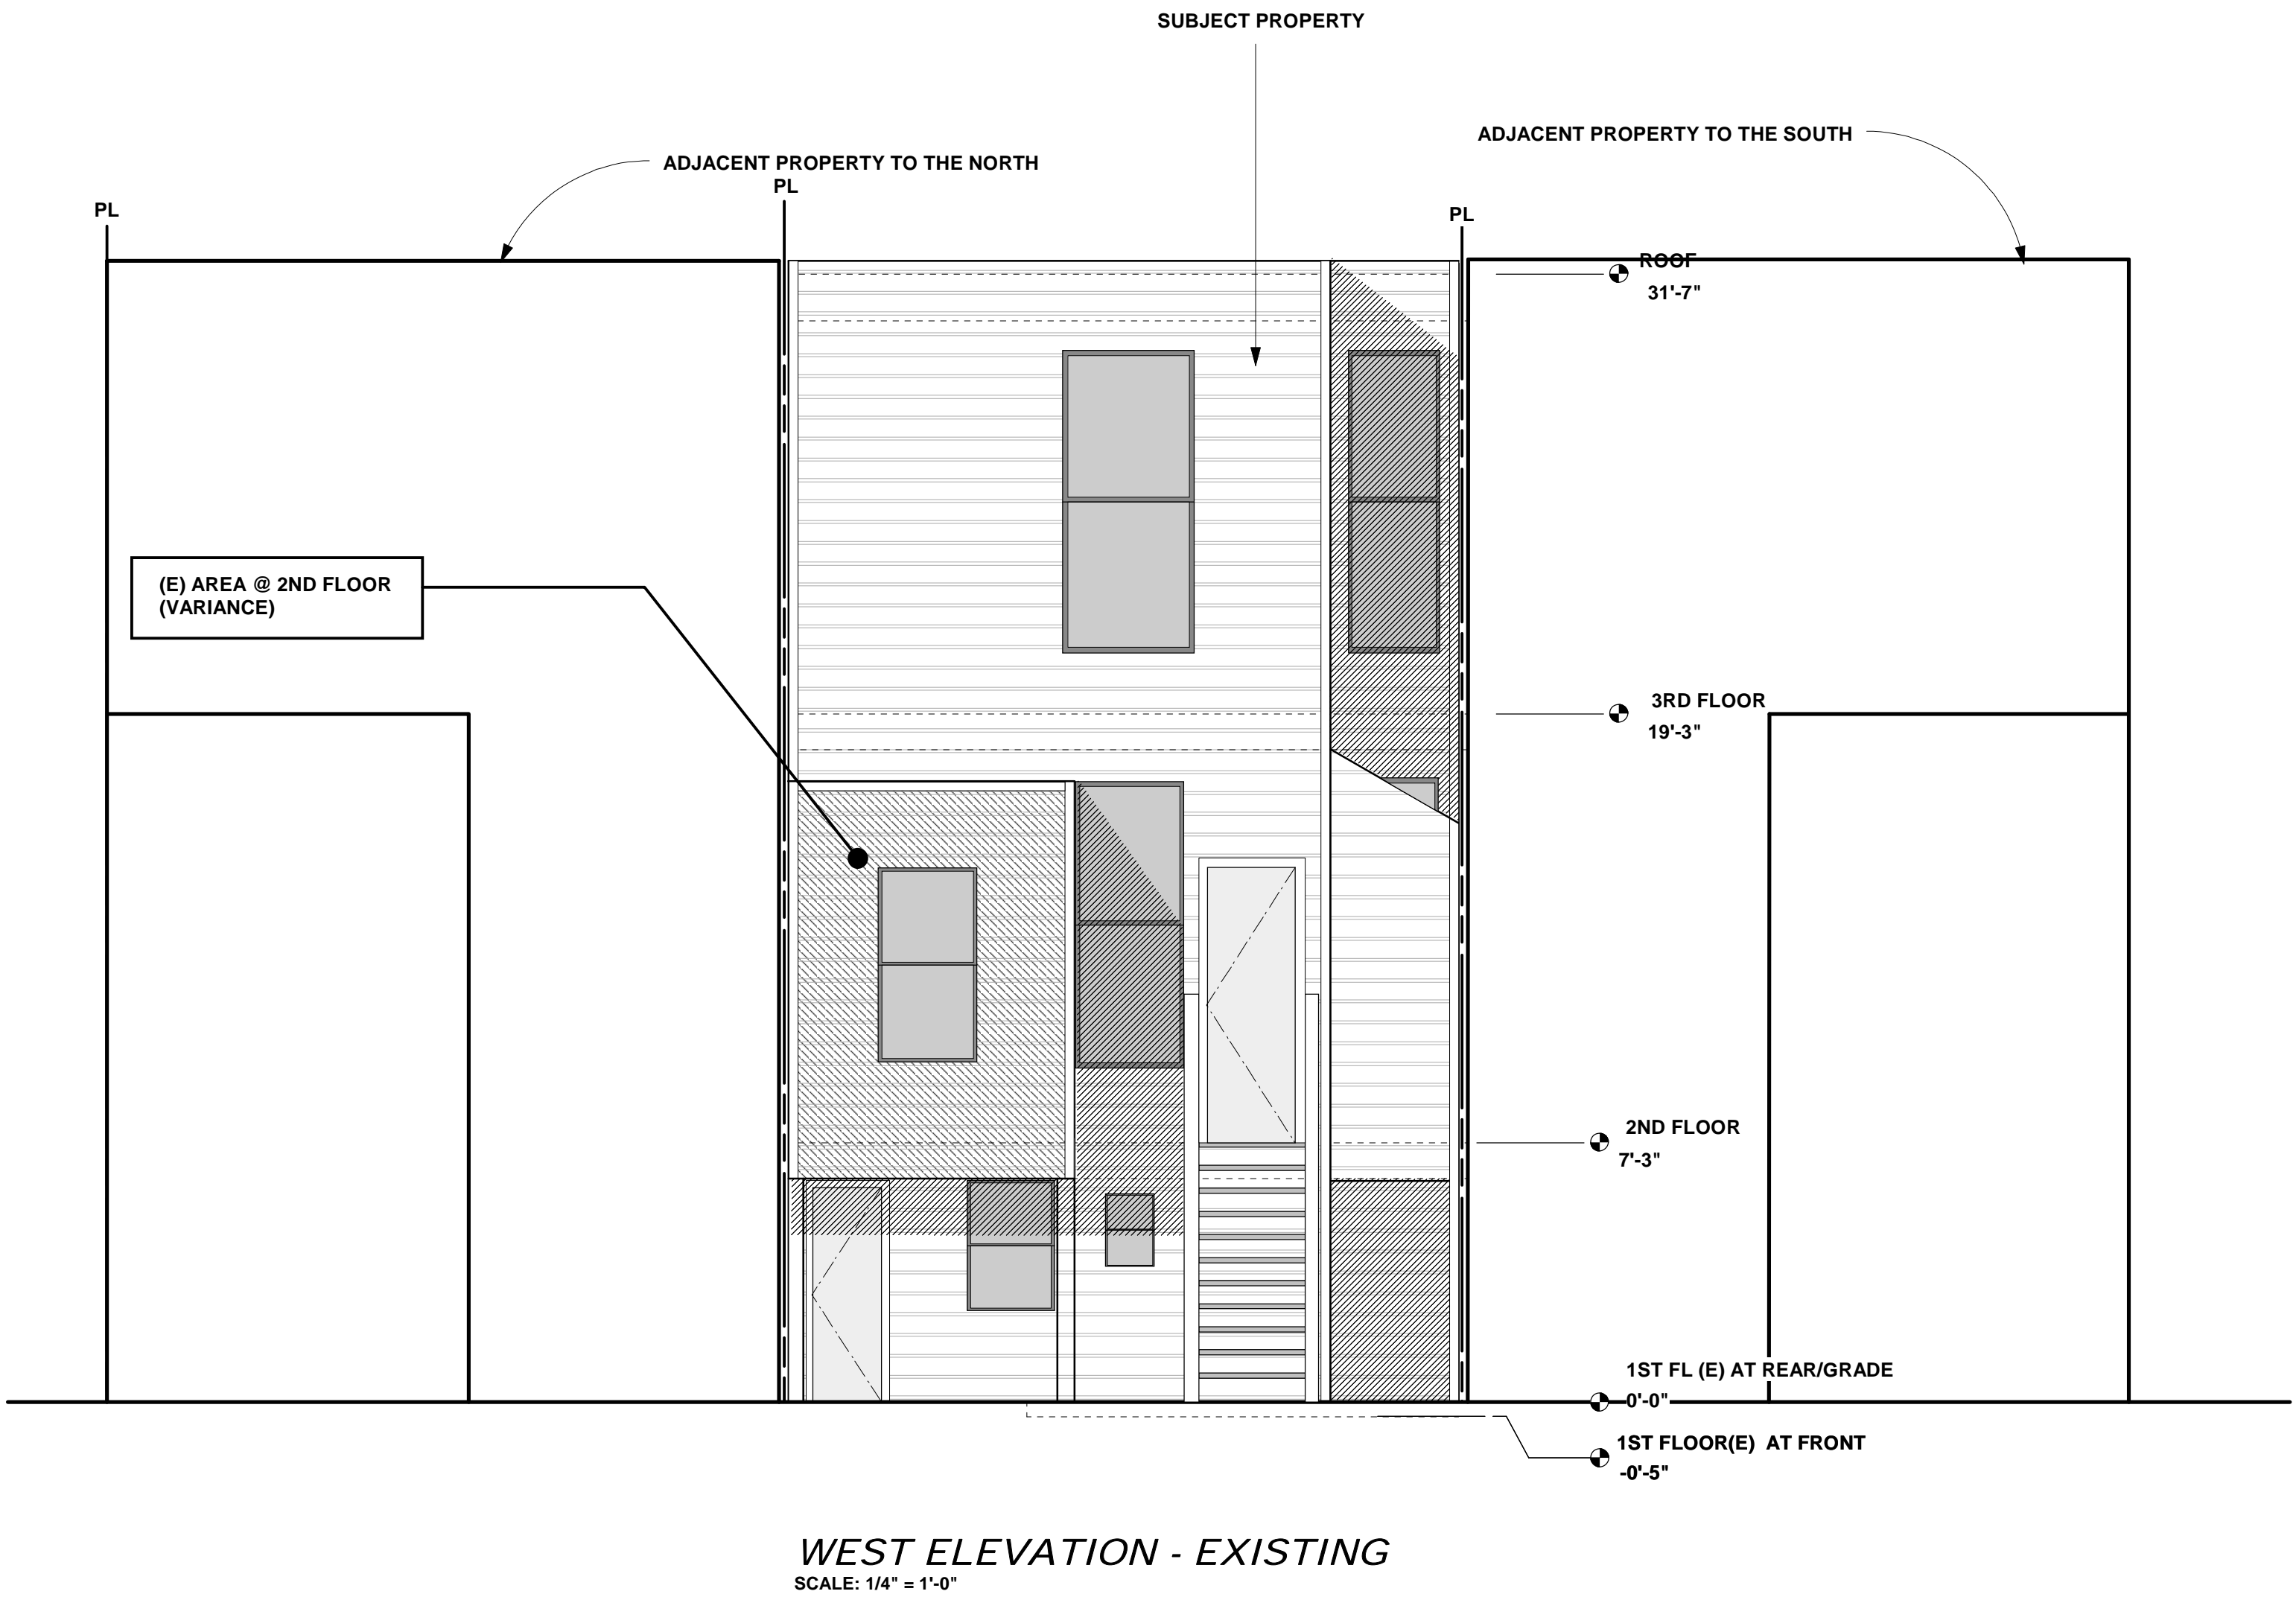 SUBJECT PROPERTY
ADJACENT PROPERTY TO THE SOUTH
ADJACENT PROPERTY TO THE NORTH
PL
PL
PL
ROOF
31'-7"
(E) AREA @ 2ND FLOOR
(VARIANCE)
3RD FLOOR
19'-3"
2ND FLOOR
7'-3"
1ST FL (E) AT REAR/GRADE
0'-0"
1ST FLOOR(E) AT FRONT
-0'-5"
WEST ELEVATION - EXISTING
SCALE: 1/4" = 1'-0"